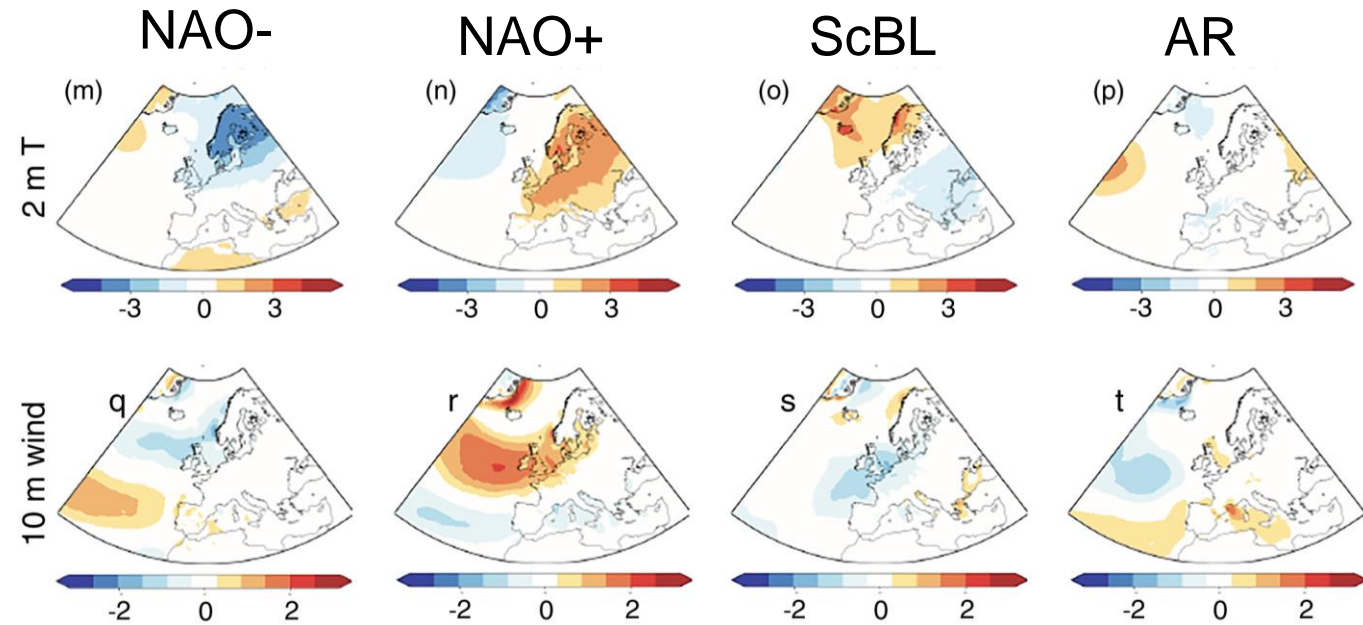 NAO- NAO+ ScBL AR
2 m T
(m) (n) (o) (p)
-3 0 3 -3 0 3 -3 0 3 -3 0 3
10 m wind
q r s t
-2 0 2 -2 0 2 -2 0 2 -2 0 2